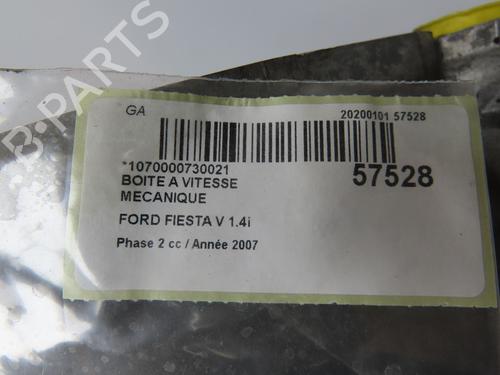 GA
20200101 57528
*1070000730021
57528
BOITE A VITESSE
MECANIQUE
FORD FIESTA V 1.4i
Phase 2 cc / Année 2007
B-PARTS